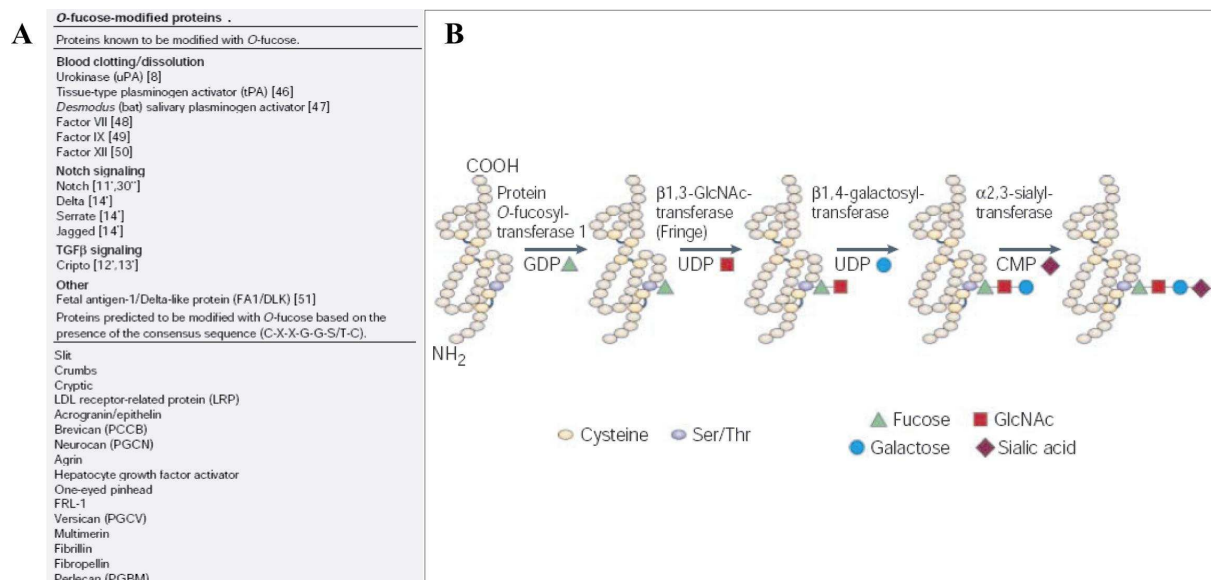 A
O-fucose-modified proteins .
Proteins known to be modified with O-fucose.
Blood clotting/dissolution
Urokinase (uPA) [8]
Tissue-type plasminogen activator (tPA) [46]
Desmodus (bat) salivary plasminogen activator [47]
Factor VII [48]
Factor IX [49]
Factor XII [50]
Notch signaling
Notch [11•,30••]
Delta [14•]
Serrate [14•]
Jagged [14•]
TGFβ signaling
Cripto [12•,13•]
Other
Fetal antigen-1/Delta-like protein (FA1/DLK) [51]
Proteins predicted to be modified with O-fucose based on the
presence of the consensus sequence (C-X-X-G-G-S/T-C).
Slit
Crumbs
Cryptic
LDL receptor-related protein (LRP)
Acrogranin/epithelin
Brevican (PCCB)
Neurocan (PGCN)
Agrin
Hepatocyte growth factor activator
One-eyed pinhead
FRL-1
Versican (PGCV)
Multimerin
Fibrillin
Fibropellin
Perlecan (PGBM)
B
COOH
NH2
Protein
O-fucosyl-
transferase 1
GDP
β1,3-GlcNAc-
transferase
(Fringe)
UDP
β1,4-galactosyl-
transferase
UDP
α2,3-sialyl-
transferase
CMP
Cysteine
Ser/Thr
Fucose
GlcNAc
Galactose
Sialic acid